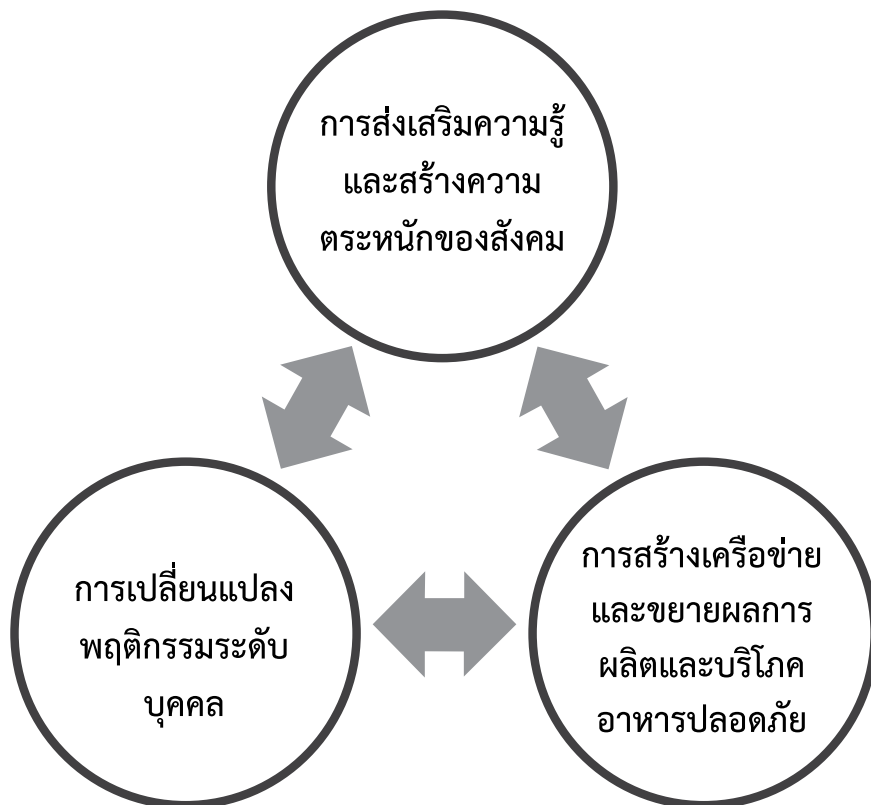 การส่งเสริมความรู้
และสร้างความ
ตระหนักของสังคม
การเปลี่ยนแปลง
พฤติกรรมระดับ
บุคคล
การสร้างเครือข่าย
และขยายผลการ
ผลิตและบริโภค
อาหารปลอดภัย